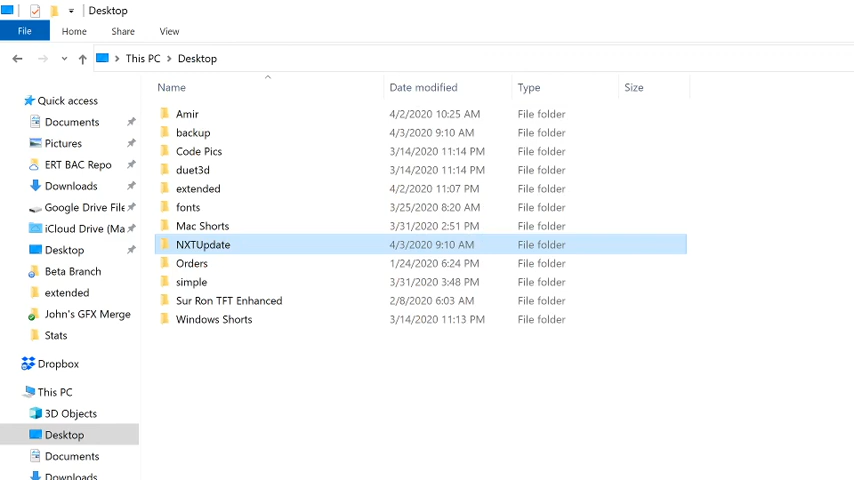 Desktop
File Home Share View
This PC Desktop
Name Date modified Type Size
Quick access
Documents
Pictures
ERT BAC Repo
Downloads
Google Drive File
iCloud Drive (Ma
Desktop
Beta Branch
extended
John's GFX Merge
Stats
Dropbox
This PC
3D Objects
Desktop
Documents
Downloads
Amir 4/2/2020 10:25 AM File folder
backup 4/3/2020 9:10 AM File folder
Code Pics 3/14/2020 11:14 PM File folder
duet3d 3/14/2020 11:14 PM File folder
extended 4/2/2020 11:07 PM File folder
fonts 3/25/2020 8:20 AM File folder
Mac Shorts 3/31/2020 2:51 PM File folder
NXTUpdate 4/3/2020 9:10 AM File folder
Orders 1/24/2020 6:24 PM File folder
simple 3/31/2020 3:48 PM File folder
Sur Ron TFT Enhanced 2/8/2020 6:03 AM File folder
Windows Shorts 3/14/2020 11:13 PM File folder